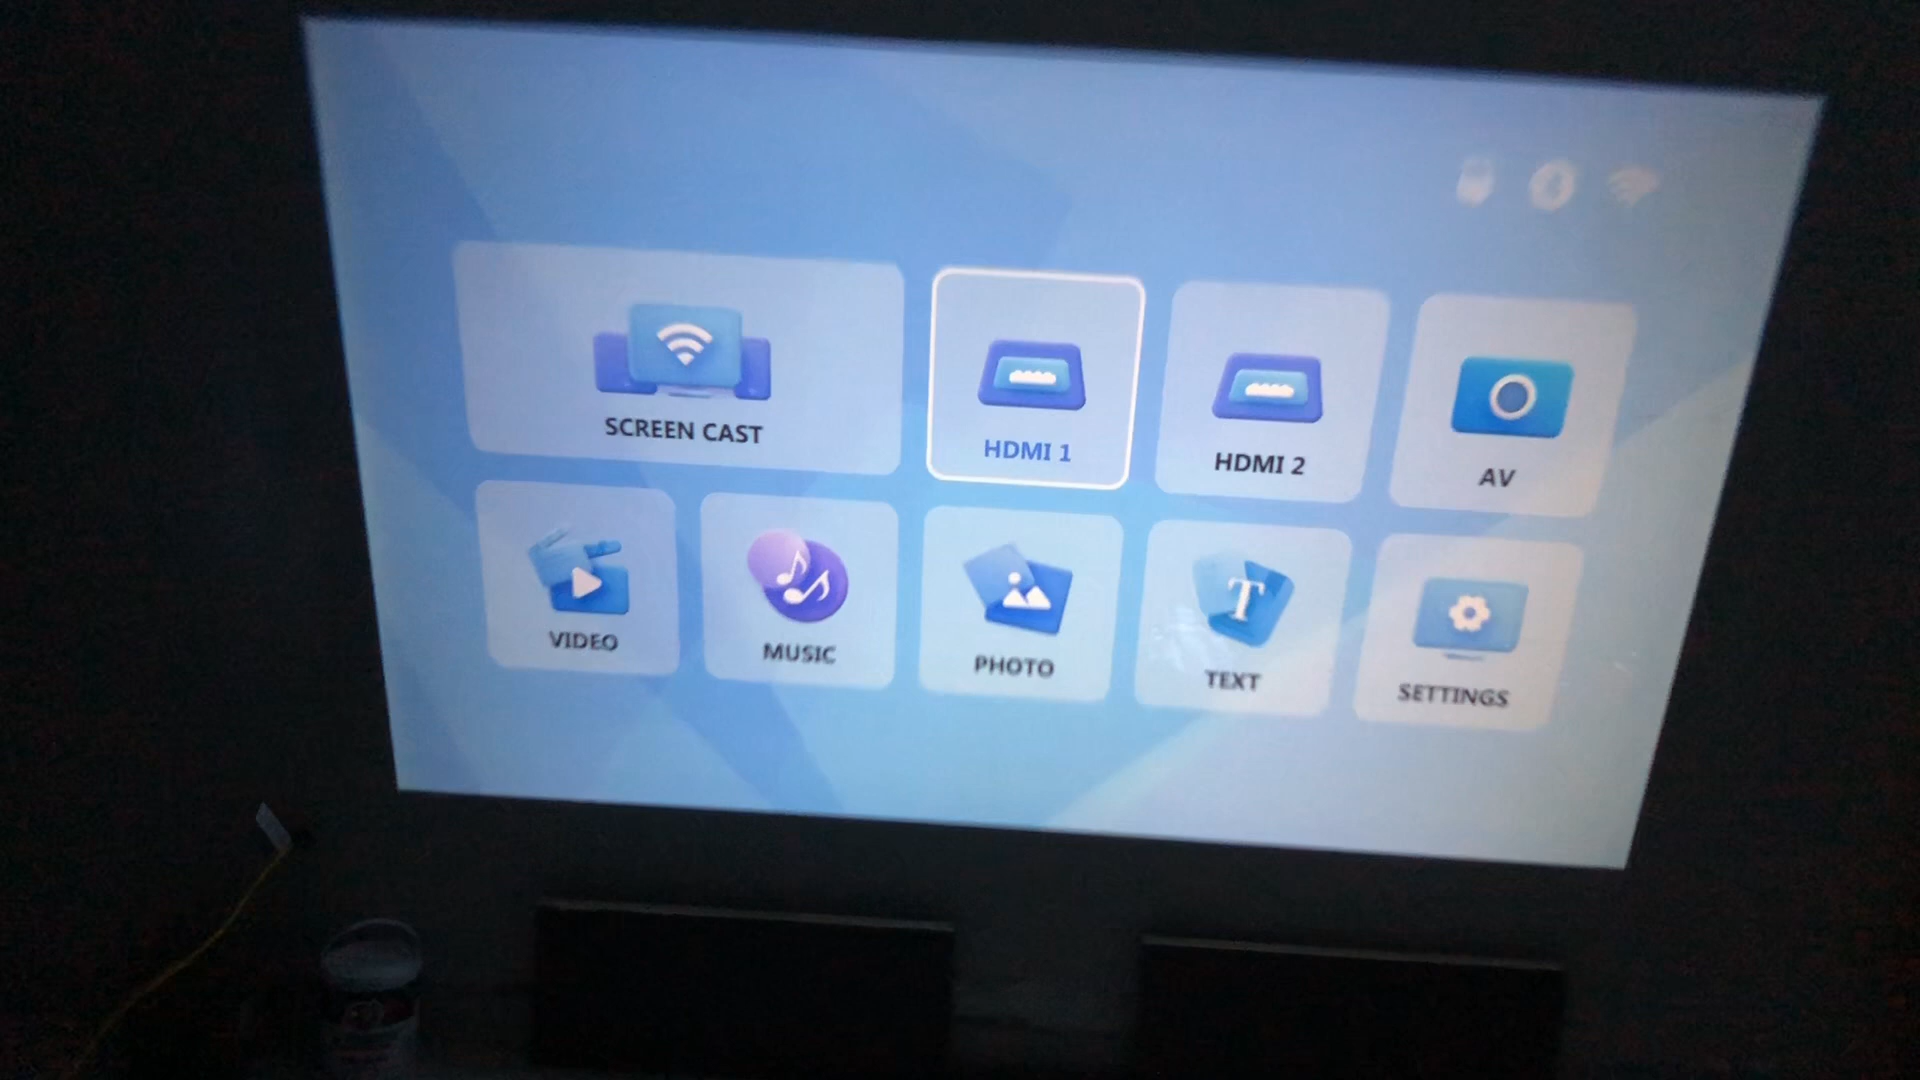 SCREEN CAST
HDMI 1
HDMI 2
AV
VIDEO
MUSIC
PHOTO
T
TEXT
SETTINGS